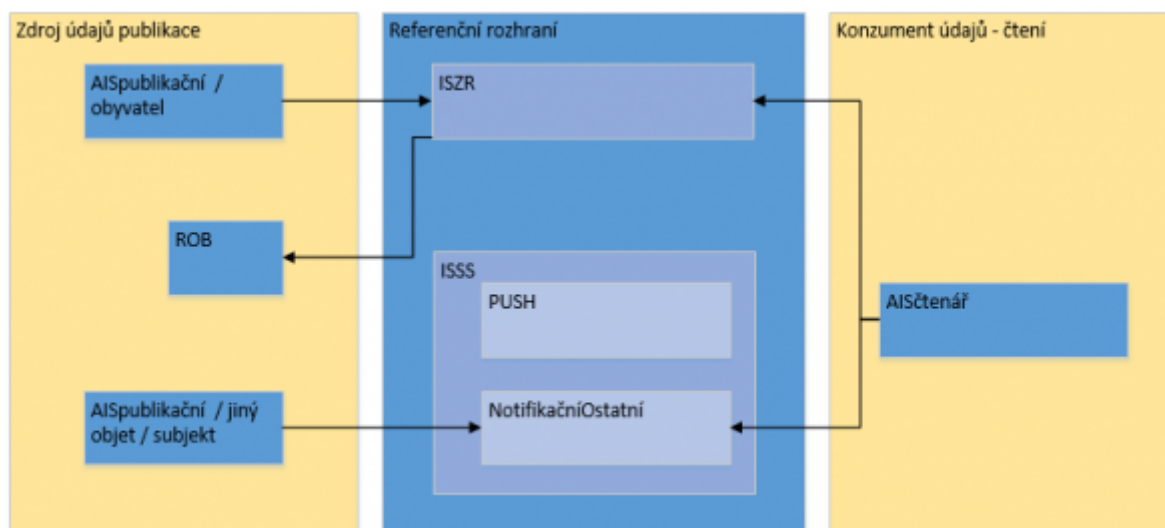 Zdroj údajů publikace
AISpublikační / 
obyvatel
ROB
AISpublikační / jiný
objet / subjekt
Referenční rozhraní
ISZR
ISSS
PUSH
NotifikačníOstatní
Konzument údajů - čtení
AISčtenář